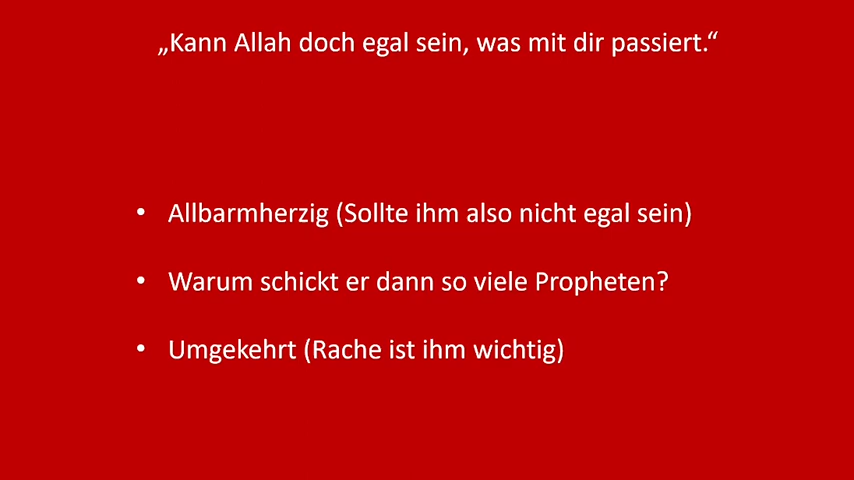 „Kann Allah doch egal sein, was mit dir passiert.“
• Allbarmherzig (Sollte ihm also nicht egal sein)
• Warum schickt er dann so viele Propheten?
• Umgekehrt (Rache ist ihm wichtig)